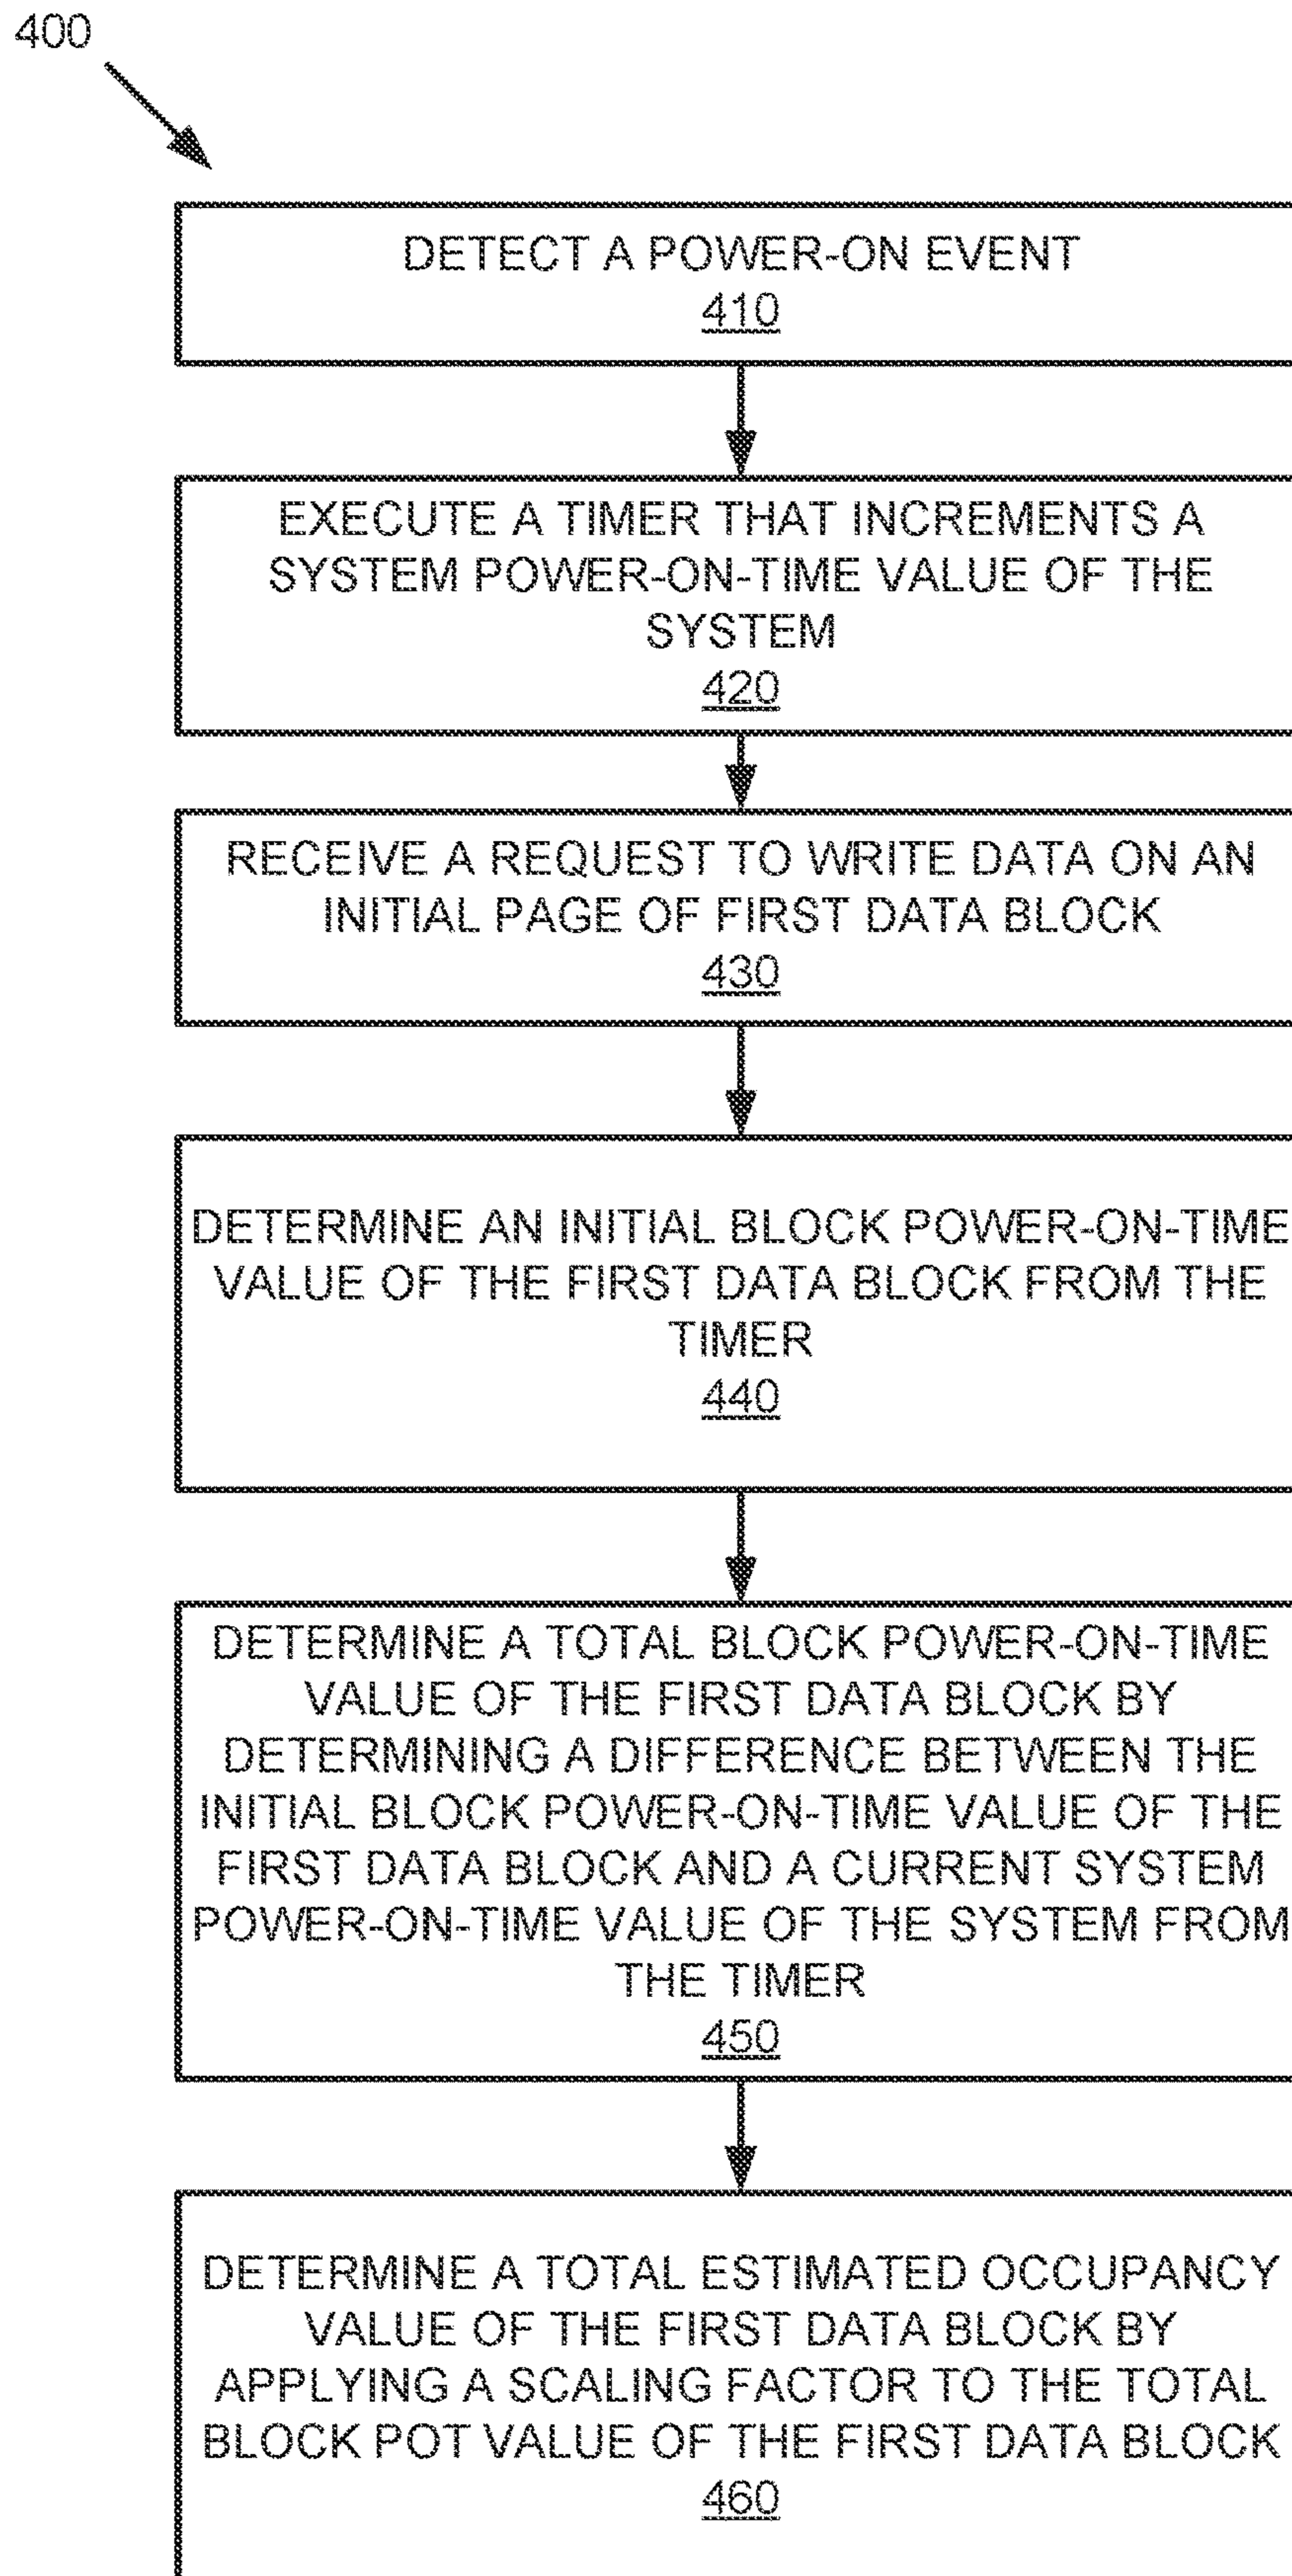 400
DETECT A POWER-ON EVENT
410
EXECUTE A TIMER THAT INCREMENTS A
SYSTEM POWER-ON-TIME VALUE OF THE
SYSTEM
420
RECEIVE A REQUEST TO WRITE DATA ON AN
INITIAL PAGE OF FIRST DATA BLOCK
430
DETERMINE AN INITIAL BLOCK POWER-ON-TIME
VALUE OF THE FIRST DATA BLOCK FROM THE
TIMER
440
DETERMINE A TOTAL BLOCK POWER-ON-TIME
VALUE OF THE FIRST DATA BLOCK BY
DETERMINING A DIFFERENCE BETWEEN THE
INITIAL BLOCK POWER-ON-TIME VALUE OF THE
FIRST DATA BLOCK AND A CURRENT SYSTEM
POWER-ON-TIME VALUE OF THE SYSTEM FROM
THE TIMER
450
DETERMINE A TOTAL ESTIMATED OCCUPANCY
VALUE OF THE FIRST DATA BLOCK BY
APPLYING A SCALING FACTOR TO THE TOTAL
BLOCK POT VALUE OF THE FIRST DATA BLOCK
460